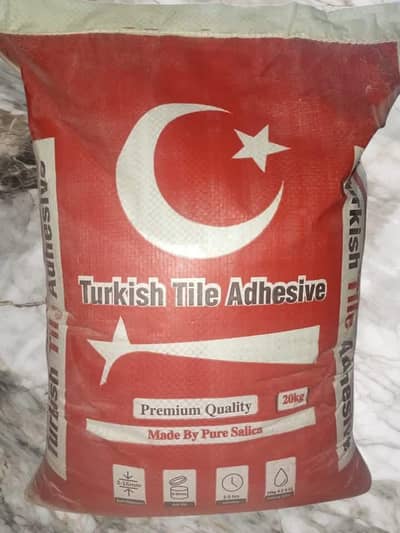 Turkish Tile Adhesive
Premium Quality
20kg
Made By Pure Salica
Turkish Tile Adhesive
Turkish Tile Adhesive